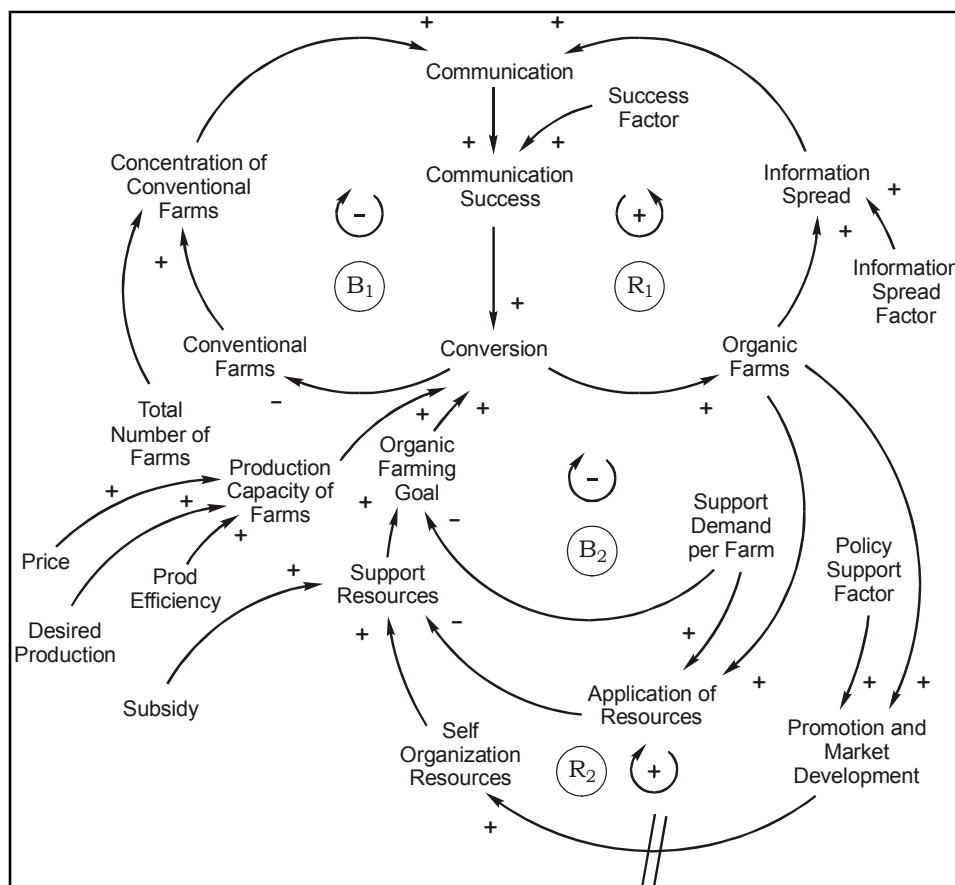 + +
Communication
Success
Factor
+ +
Concentration of
Conventional
Farms
Communication
Success
Information
Spread
+
- +
+ +
B1 R1
Information
Spread
Factor
+
Conventional
Farms
Conversion
Organic
Farms
- +
+ +
Total
Number of
Farms
Organic
Farming
Goal
Production
Capacity of
Farms
-
+ + + -
Support
Demand
per Farm
B2
Price
+
Prod
Efficiency
+
Support
Resources
Policy
Support
Factor
Desired
Production
+ - +
Subsidy
Application of
Resources
+ + +
Self
Organization
Resources
R2 +
Promotion and
Market
Development
+